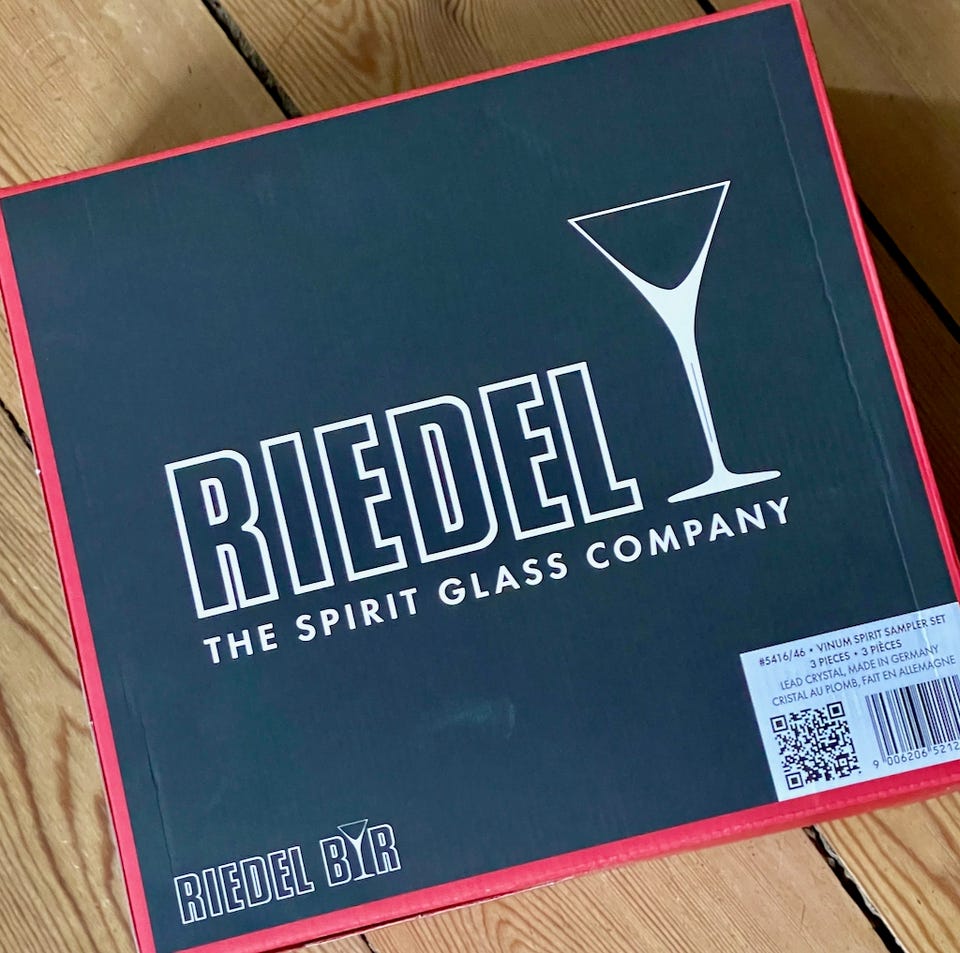 RIEDEL
THE SPIRIT GLASS COMPANY
#5416/46 • VINUM SPIRIT SAMPLER SET
3 PIECES • 3 PIÈCES
LEAD CRYSTAL, MADE IN GERMANY
CRISTAL AU PLOMB, FAIT EN ALLEMAGNE
9 006206 5212
RIEDEL BAR